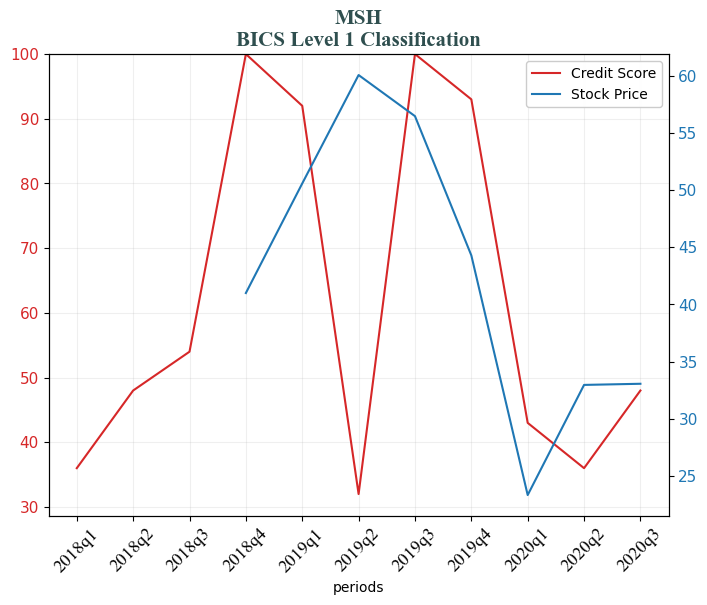 MSH
BICS Level 1 Classification
100
90
80
70
60
50
40
30
60
55
50
45
40
35
30
25
Credit Score
Stock Price
2018q1
2018q2
2018q3
2018q4
2019q1
2019q2
2019q3
2019q4
2020q1
2020q2
2020q3
periods